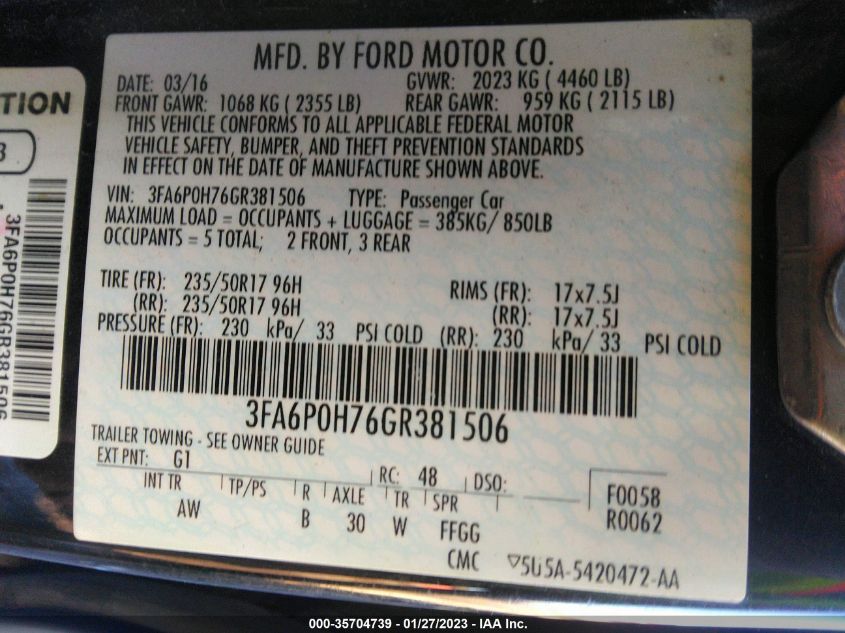 MFD. BY FORD MOTOR CO.
DATE: 03/16 GVWR: 2023 KG ( 4460 LB)
FRONT GAWR: 1068 KG ( 2355 LB) REAR GAWR: 959 KG ( 2115 LB)
THIS VEHICLE CONFORMS TO ALL APPLICABLE FEDERAL MOTOR
VEHICLE SAFETY, BUMPER, AND THEFT PREVENTION STANDARDS
IN EFFECT ON THE DATE OF MANUFACTURE SHOWN ABOVE.
VIN: 3FA6P0H76GR381506 TYPE: Passenger Car
MAXIMUM LOAD = OCCUPANTS + LUGGAGE = 385KG/ 850LB
OCCUPANTS = 5 TOTAL; 2 FRONT, 3 REAR
TIRE (FR): 235/50R17 96H RIMS (FR): 17x7.5J
(RR): 235/50R17 96H (RR): 17x7.5J
PRESSURE (FR): 230 kPa/ 33 PSI COLD (RR): 230 kPa/ 33 PSI COLD
3FA6P0H76GR381506
TRAILER TOWING - SEE OWNER GUIDE
EXT PNT: G1 RC: 48 DSO:
INT TR TP/PS R AXLE TR SPR F0058
AW B 30 W FFGG R0062
CMC ▽5U5A-5420472-AA
TION
3
3FA6P0H76GR381506
000-35704739 - 01/27/2023 - IAA Inc.